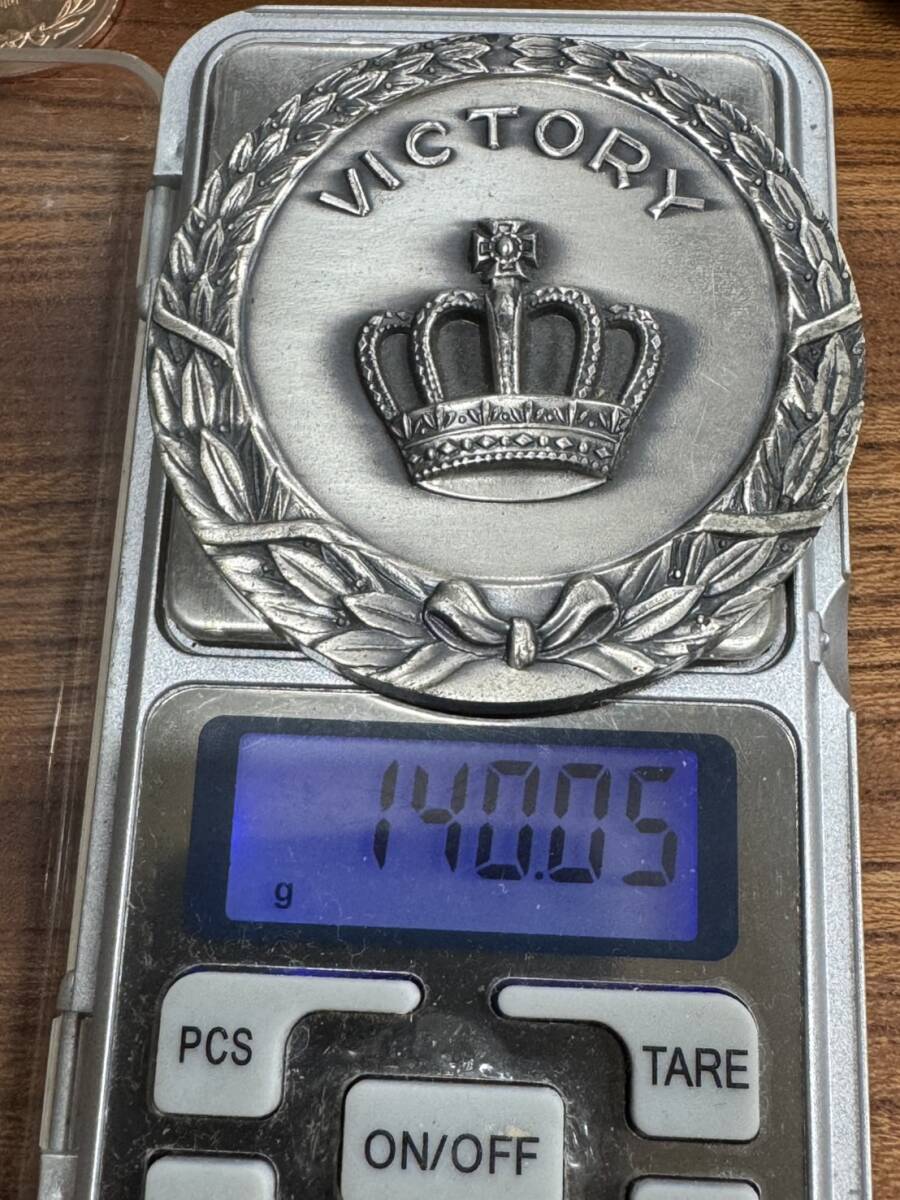 VICTORY
140.05
g
PCS
TARE
ON/OFF